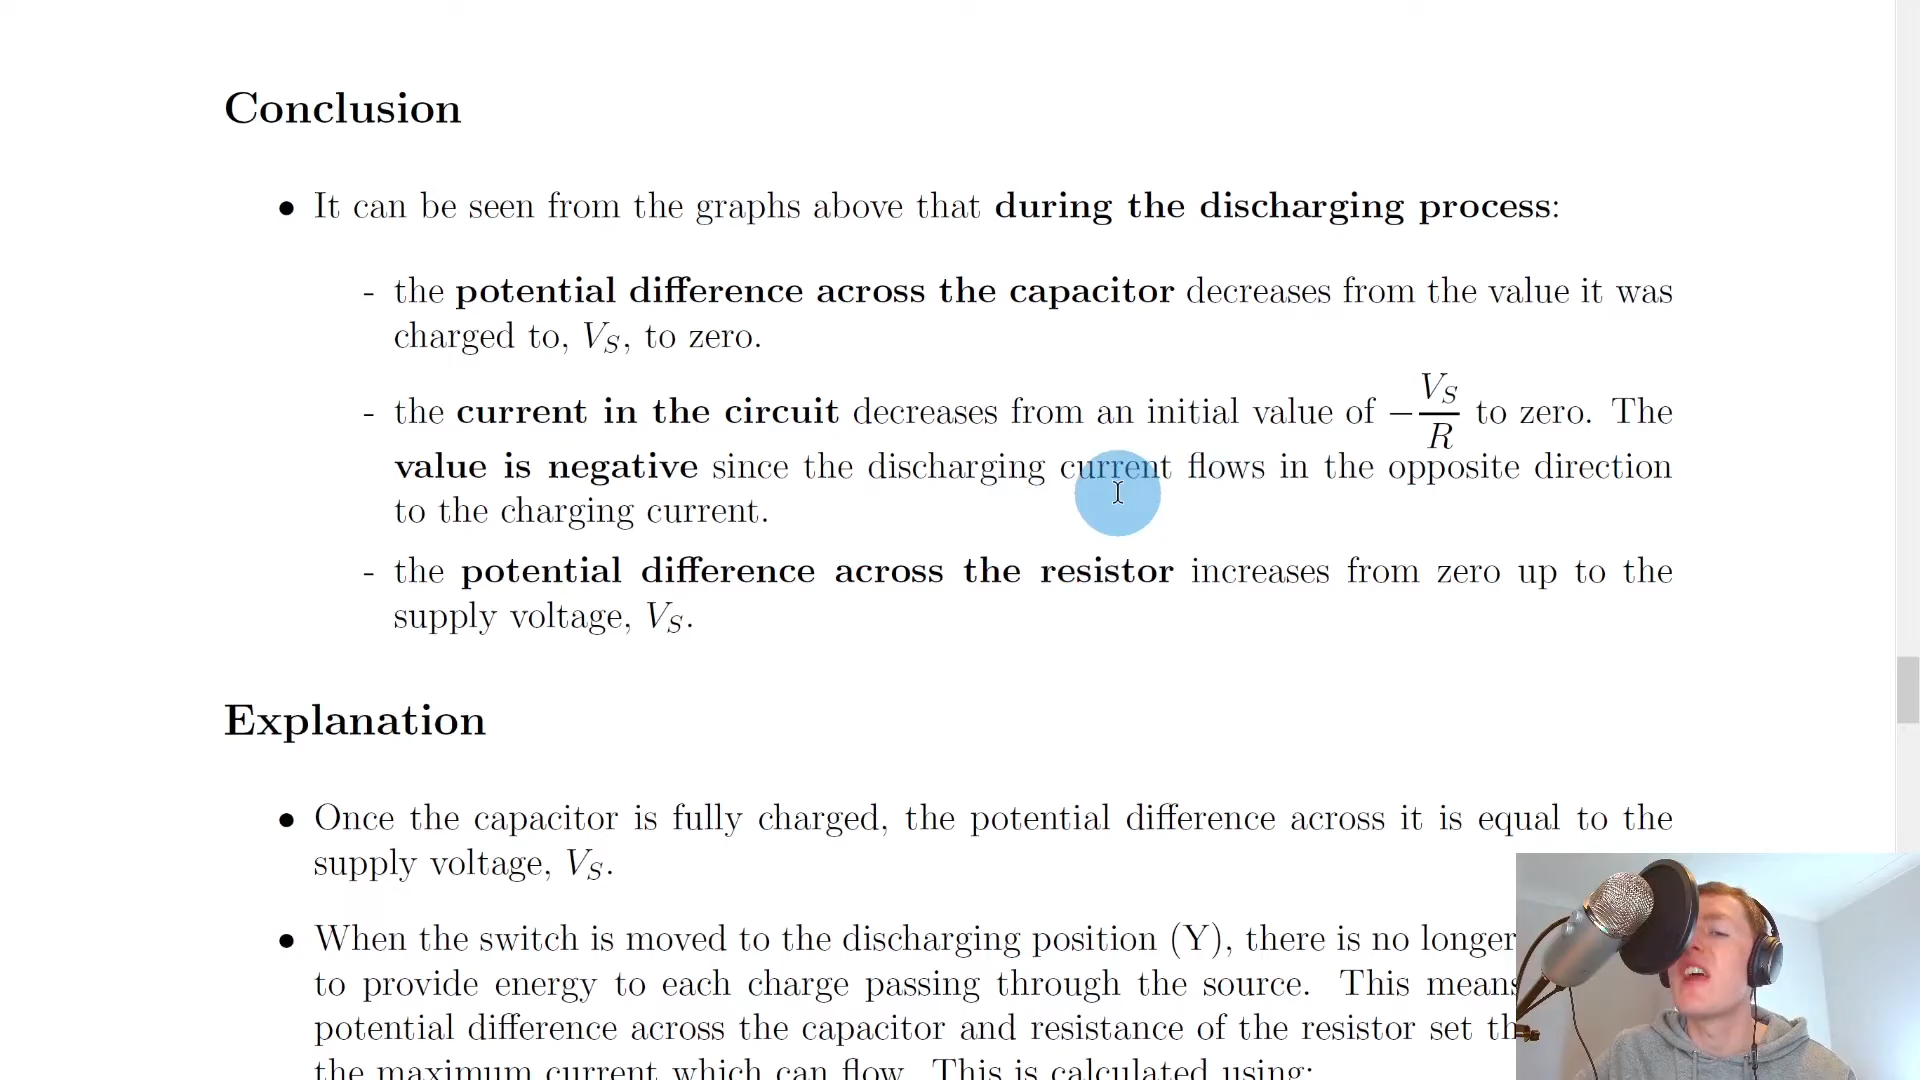 Conclusion
• It can be seen from the graphs above that during the discharging process:
- the potential difference across the capacitor decreases from the value it was
charged to, V_S, to zero.
- the current in the circuit decreases from an initial value of −V_S/R to zero. The
value is negative since the discharging current flows in the opposite direction
to the charging current.
- the potential difference across the resistor increases from zero up to the
supply voltage, V_S.
Explanation
• Once the capacitor is fully charged, the potential difference across it is equal to the
supply voltage, V_S.
• When the switch is moved to the discharging position (Y), there is no longer
to provide energy to each charge passing through the source. This means
potential difference across the capacitor and resistance of the resistor set
the maximum current which can flow. This is calculated using: